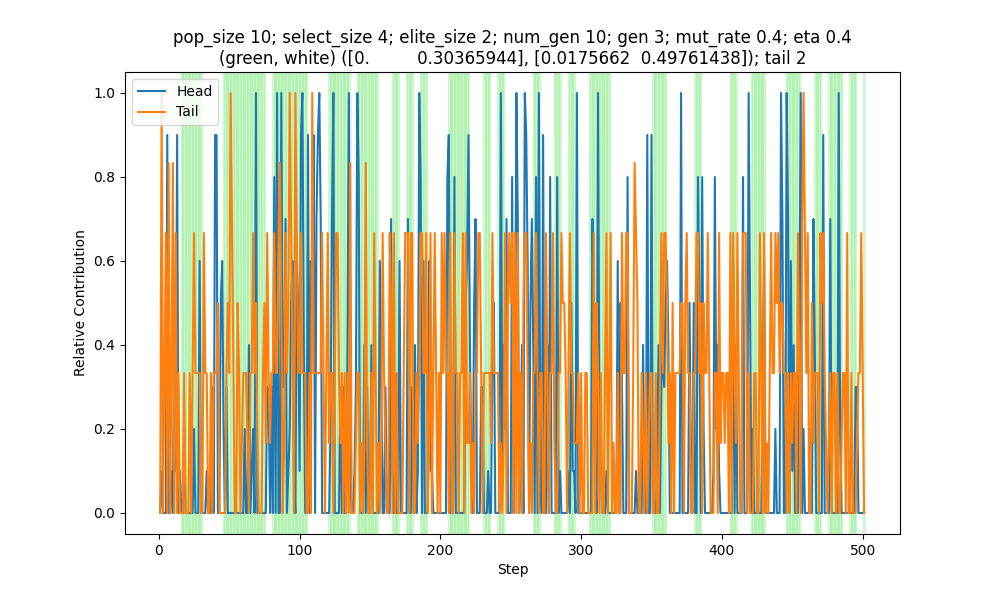 pop_size 10; select_size 4; elite_size 2; num_gen 10; gen 3; mut_rate 0.4; eta 0.4
(green, white) ([0.          0.30365944], [0.0175662  0.49761438]); tail 2
Head
Tail
1.0
0.8
0.6
0.4
0.2
0.0
Relative Contribution
0 100 200 300 400 500
Step